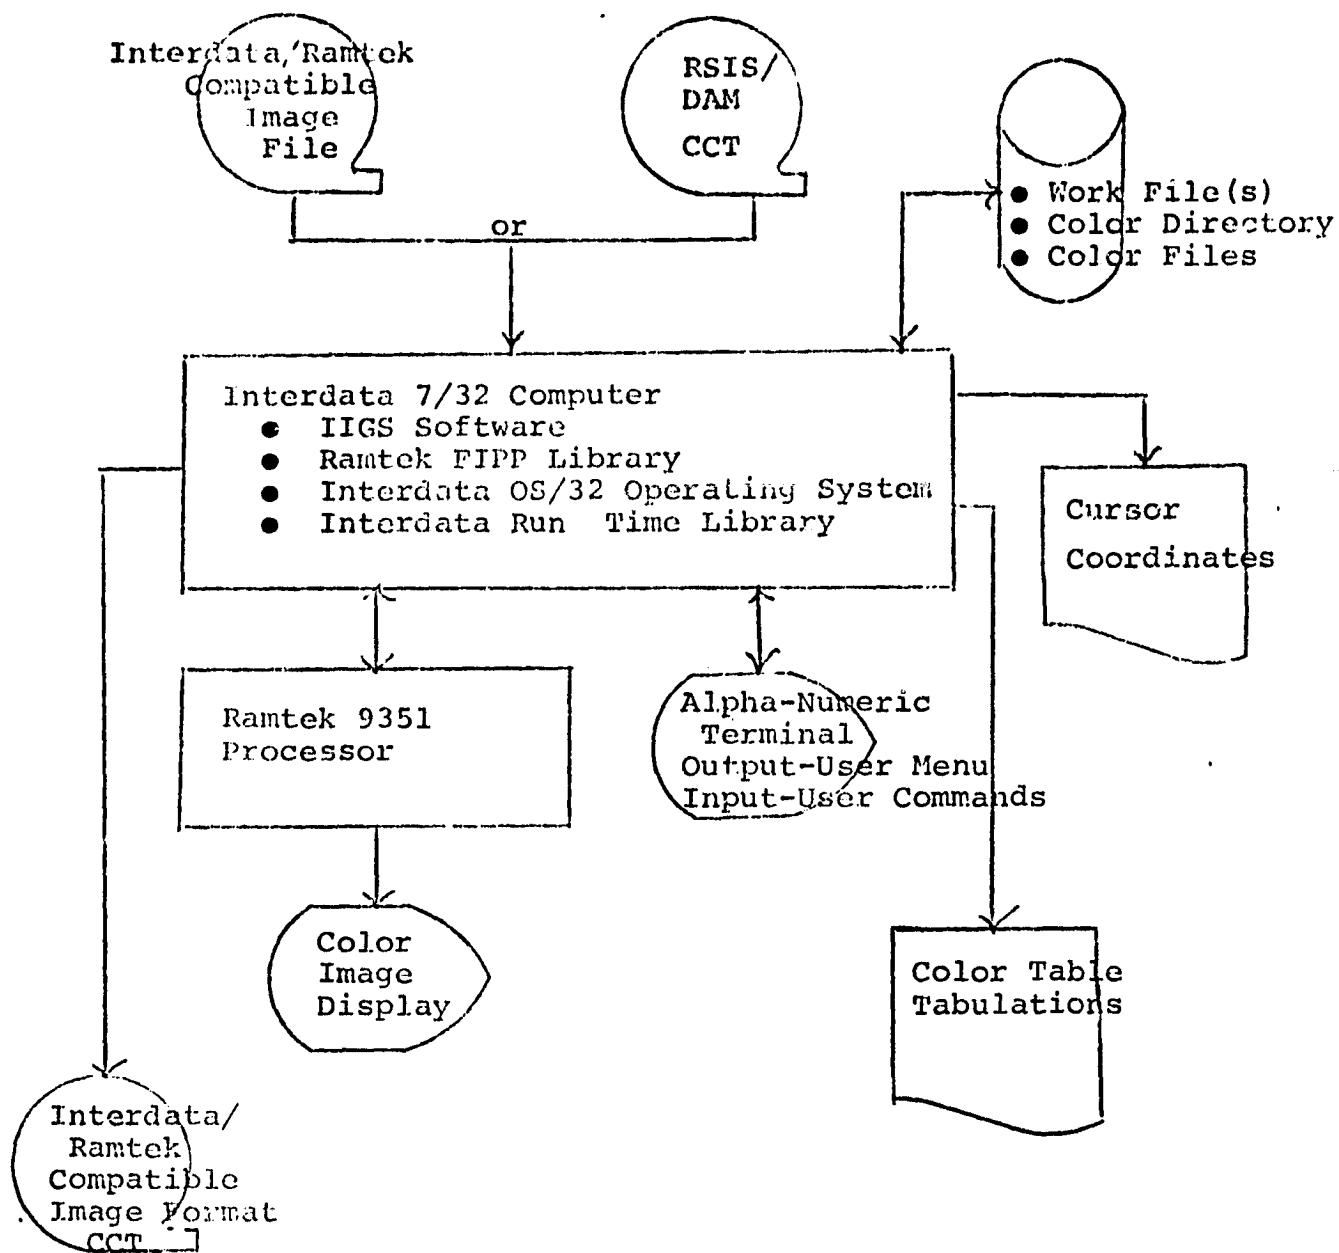 Interdata/Ramtek
Compatible
Image
File
RSIS/
DAM
CCT
or
● Work File(s)
● Color Directory
● Color Files
Interdata 7/32 Computer
● IIGS Software
● Ramtek FIPP Library
● Interdata OS/32 Operating System
● Interdata Run Time Library
Cursor
Coordinates
Ramtek 9351
Processor
Alpha-Numeric
Terminal
Output-User Menu
Input-User Commands
Color
Image
Display
Color Table
Tabulations
Interdata/
Ramtek
Compatible
Image Format
CCT